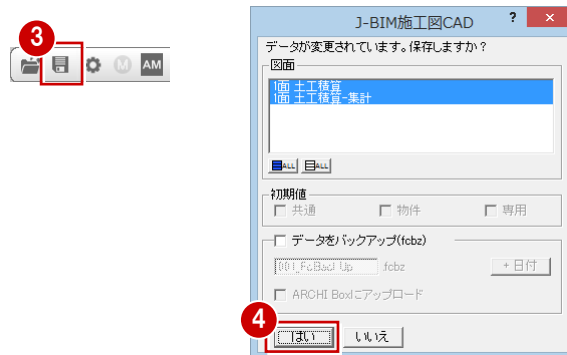 3
M
AM
J-BIM施工図CAD
?
×
データが変更されています。保存しますか？
図面
1面 土工積算
1面 土工積算-集計
ALL
ALL
初期値
共通
物件
専用
データをバックアップ(fcbz)
001_FcBacl Up
.fcbz
+日付
ARCHI Boxにアップロード
4
はい
いいえ